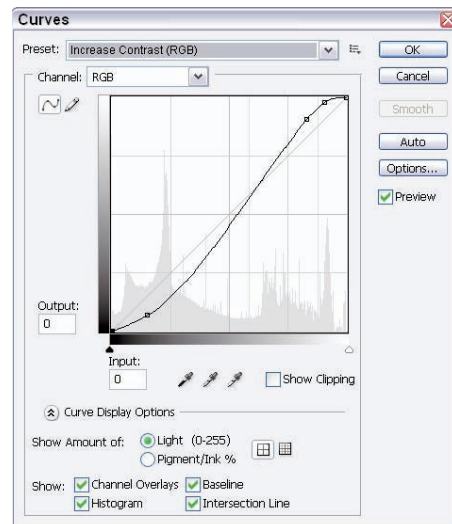 Curves
Preset: Increase Contrast (RGB)
OK
Channel: RGB
Cancel
Smooth
Auto
Options...
Preview
Output:
0
Input:
0
Show Clipping
Curve Display Options
Show Amount of: Light (0-255)
Pigment/Ink %
Show: Channel Overlays Baseline
Histogram Intersection Line